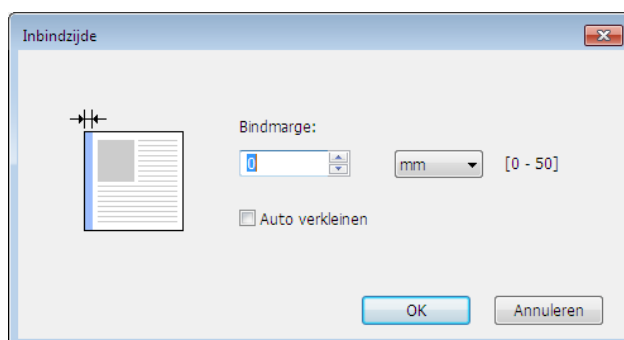 Inbindzijde
Bindmarge:
0 mm [0 - 50]
Auto verkleinen
OK Annuleren